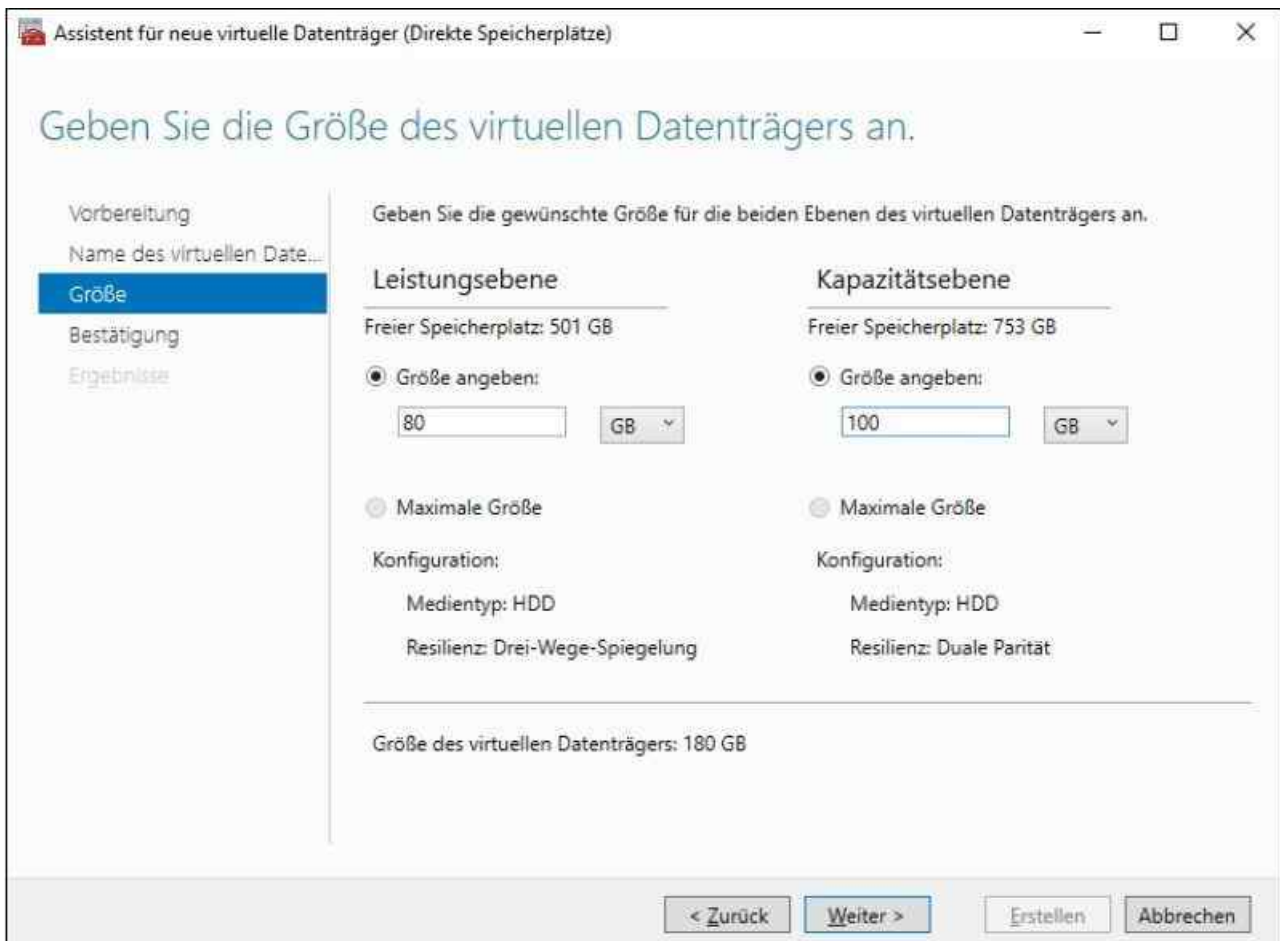 Assistent für neue virtuelle Datenträger (Direkte Speicherplätze)
Geben Sie die Größe des virtuellen Datenträgers an.
Vorbereitung
Name des virtuellen Date...
Größe
Bestätigung
Ergebnisse
Geben Sie die gewünschte Größe für die beiden Ebenen des virtuellen Datenträgers an.
Leistungsebene
Freier Speicherplatz: 501 GB
Größe angeben:
80 GB
Maximale Größe
Konfiguration:
Medientyp: HDD
Resilienz: Drei-Wege-Spiegelung
Kapazitätsebene
Freier Speicherplatz: 753 GB
Größe angeben:
100 GB
Maximale Größe
Konfiguration:
Medientyp: HDD
Resilienz: Duale Parität
Größe des virtuellen Datenträgers: 180 GB
< Zurück Weiter > Erstellen Abbrechen